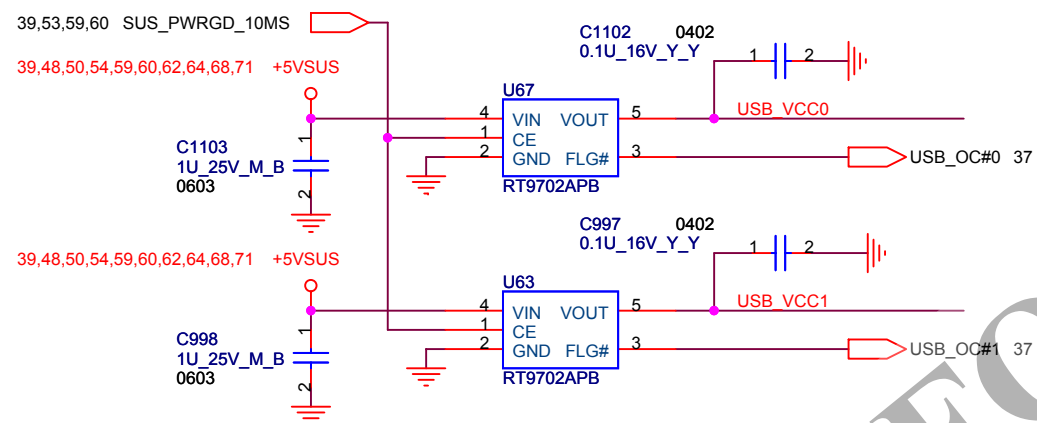 39,53,59,60 SUS_PWRGD_10MS
C1102 0402
0.1U_16V_Y_Y
1 2
39,48,50,54,59,60,62,64,68,71 +5VSUS
U67
4 VIN VOUT 5 USB_VCC0
1 CE
2 GND FLG# 3 USB_OC#0 37
RT9702APB
1
C1103
1U_25V_M_B
0603
2
C997 0402
0.1U_16V_Y_Y
1 2
39,48,50,54,59,60,62,64,68,71 +5VSUS
U63
4 VIN VOUT 5 USB_VCC1
1 CE
2 GND FLG# 3 USB_OC#1 37
RT9702APB
1
C998
1U_25V_M_B
0603
2